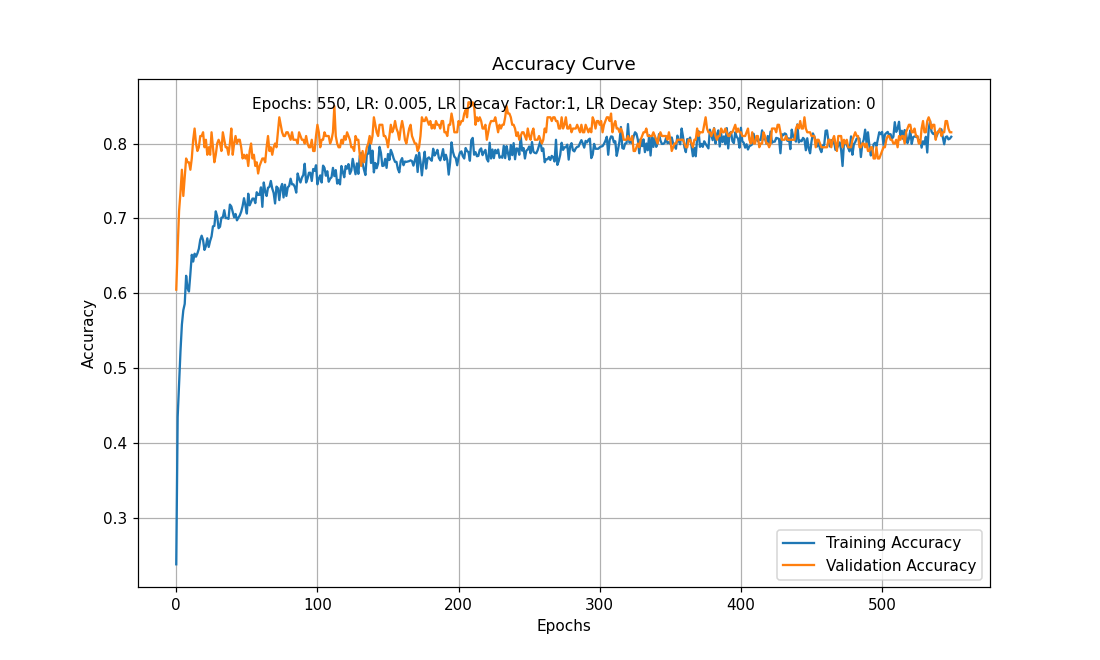 Accuracy Curve
Epochs: 550, LR: 0.005, LR Decay Factor:1, LR Decay Step: 350, Regularization: 0
Accuracy
0.8
0.7
0.6
0.5
0.4
0.3
0 100 200 300 400 500
Epochs
Training Accuracy
Validation Accuracy